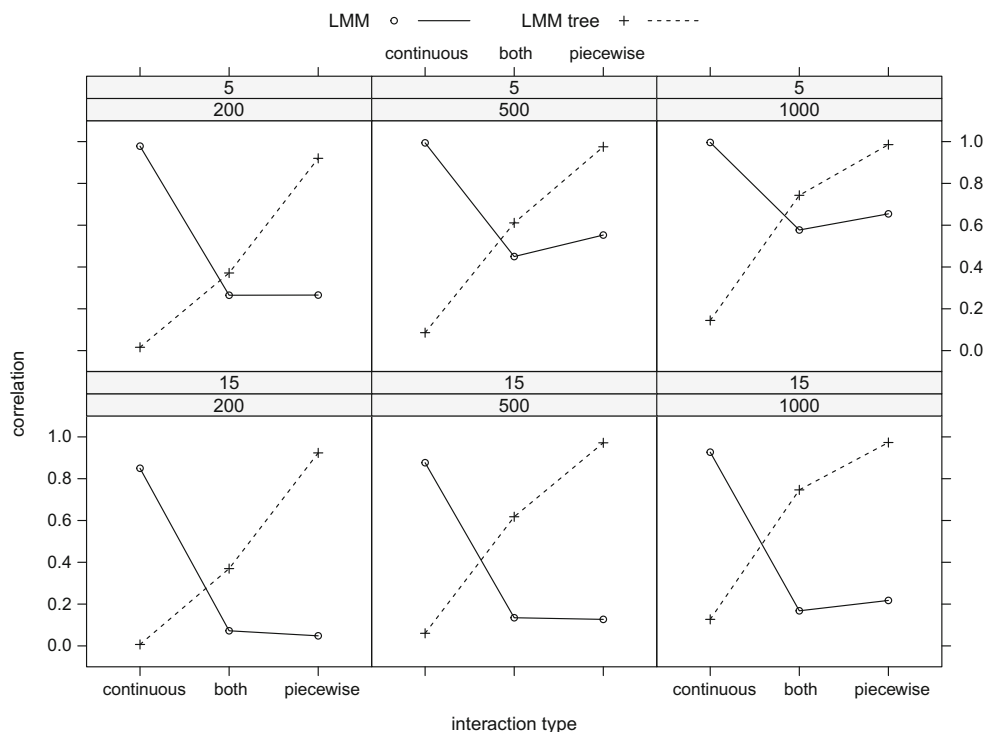 LMM LMM tree
continuous both piecewise
5 5 5
200 500 1000
1.0
0.8
0.6
0.4
0.2
0.0
correlation
15 15 15
200 500 1000
1.0
0.8
0.6
0.4
0.2
0.0
continuous both piecewise continuous both piecewise
interaction type